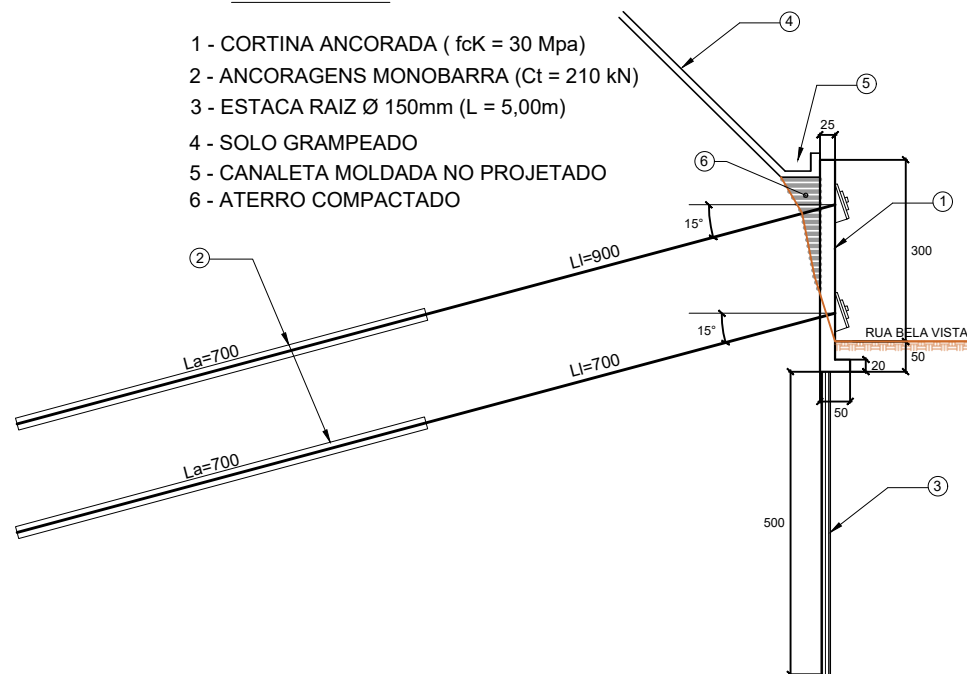 1 - CORTINA ANCORADA ( fcK = 30 Mpa)
2 - ANCORAGENS MONOBARRA (Ct = 210 kN)
3 - ESTACA RAIZ Ø 150mm (L = 5,00m)
4 - SOLO GRAMPEADO
5 - CANALETA MOLDADA NO PROJETADO
6 - ATERRO COMPACTADO
4
5
25
6
1
15°
300
Ll=900
2
15°
RUA BELA VISTA
La=700
Ll=700
50
20
50
La=700
3
500